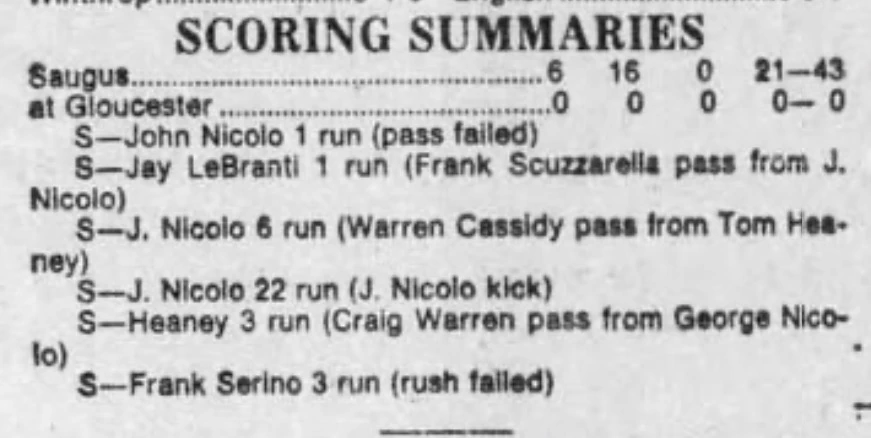 SCORING SUMMARIES
Saugus..............................................6 16 0 21—43
at Gloucester.....................................0 0 0 0— 0
S—John Nicolo 1 run (pass failed)
S—Jay LeBranti 1 run (Frank Scuzzarella pass from J.
Nicolo)
S—J. Nicolo 6 run (Warren Cassidy pass from Tom Hea-
ney)
S—J. Nicolo 22 run (J. Nicolo kick)
S—Heaney 3 run (Craig Warren pass from George Nico-
lo)
S—Frank Serino 3 run (rush failed)